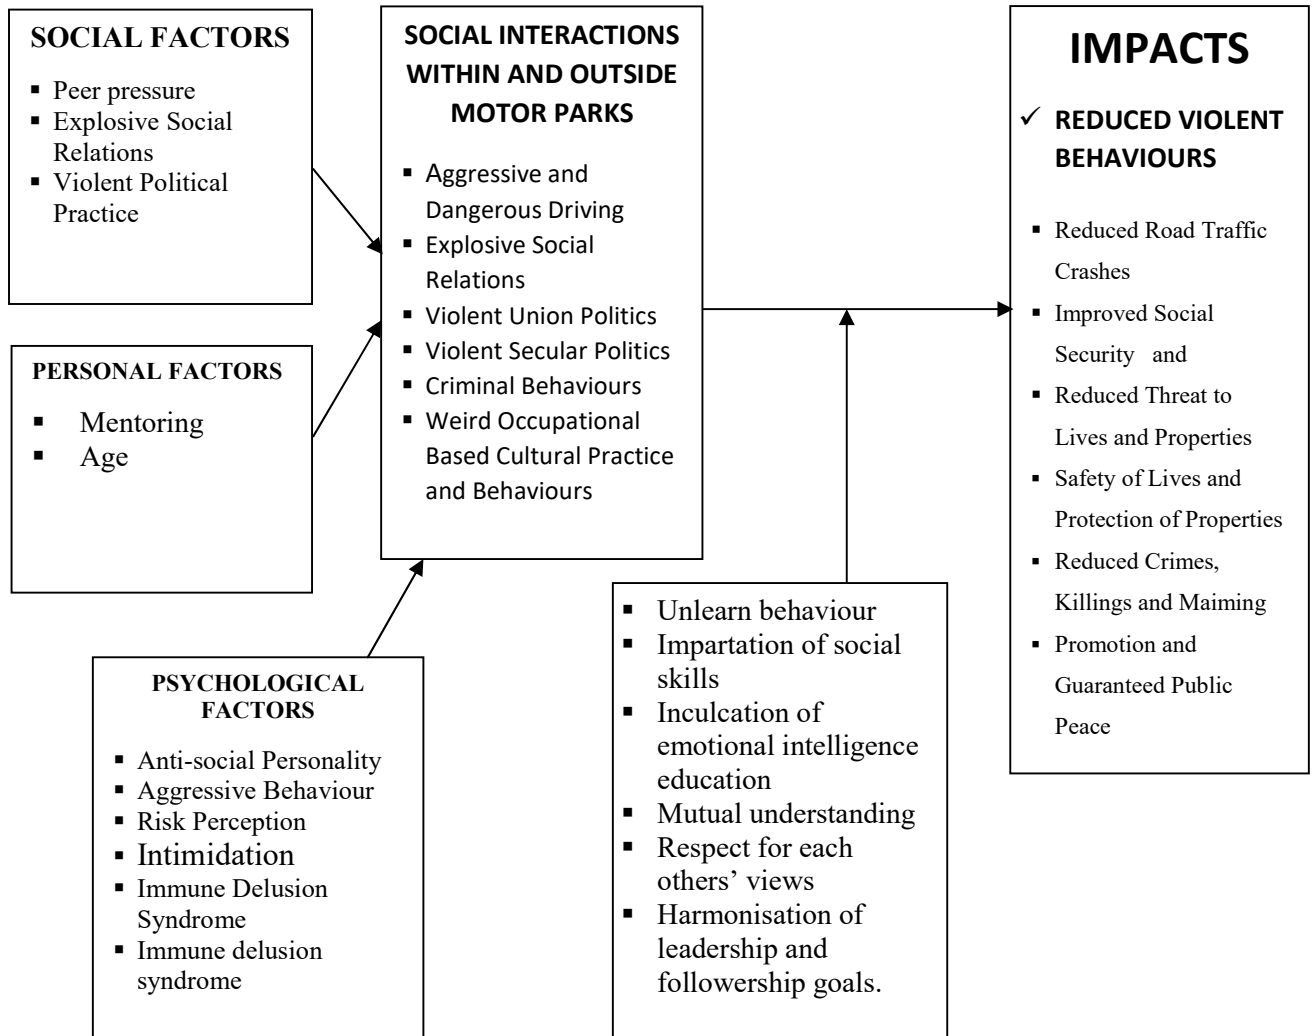 SOCIAL FACTORS
▪ Peer pressure
▪ Explosive Social
Relations
▪ Violent Political
Practice
PERSONAL FACTORS
▪ Mentoring
▪ Age
PSYCHOLOGICAL
FACTORS
▪ Anti-social Personality
▪ Aggressive Behaviour
▪ Risk Perception
▪ Intimidation
▪ Immune Delusion
Syndrome
▪ Immune delusion
syndrome
SOCIAL INTERACTIONS
WITHIN AND OUTSIDE
MOTOR PARKS
▪ Aggressive and
Dangerous Driving
▪ Explosive Social
Relations
▪ Violent Union Politics
▪ Violent Secular Politics
▪ Criminal Behaviours
▪ Weird Occupational
Based Cultural Practice
and Behaviours
▪ Unlearn behaviour
▪ Impartation of social
skills
▪ Inculcation of
emotional intelligence
education
▪ Mutual understanding
▪ Respect for each
others’ views
▪ Harmonisation of
leadership and
followership goals.
IMPACTS
✓ REDUCED VIOLENT
BEHAVIOURS
▪ Reduced Road Traffic
Crashes
▪ Improved Social
Security and
▪ Reduced Threat to
Lives and Properties
▪ Safety of Lives and
Protection of Properties
▪ Reduced Crimes,
Killings and Maiming
▪ Promotion and
Guaranteed Public
Peace